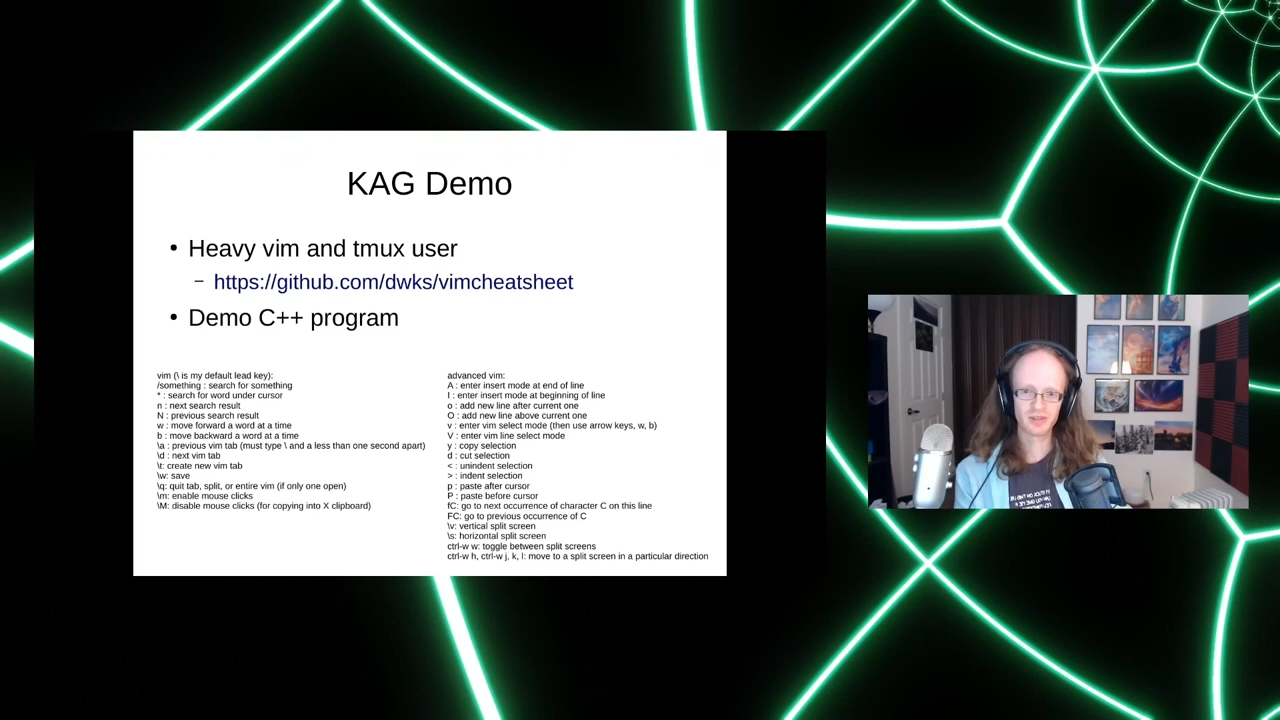 KAG Demo
• Heavy vim and tmux user
– https://github.com/dwks/vimcheatsheet
• Demo C++ program
vim (\ is my default lead key):
/something : search for something
* : search for word under cursor
n : next search result
N : previous search result
w : move forward a word at a time
b : move backward a word at a time
\a : previous vim tab (must type \ and a less than one second apart)
\d : next vim tab
\t: create new vim tab
\w: save
\q: quit tab, split, or entire vim (if only one open)
\m: enable mouse clicks
\M: disable mouse clicks (for copying into X clipboard)
advanced vim:
A : enter insert mode at end of line
I : enter insert mode at beginning of line
o : add new line after current one
O : add new line above current one
v : enter vim select mode (then use arrow keys, w, b)
V : enter vim line select mode
y : copy selection
d : cut selection
< : unindent selection
> : indent selection
p : paste after cursor
P : paste before cursor
fC: go to next occurrence of character C on this line
FC: go to previous occurrence of C
\v: vertical split screen
\s: horizontal split screen
ctrl-w w: toggle between split screens
ctrl-w h, ctrl-w j, k, l: move to a split screen in a particular direction